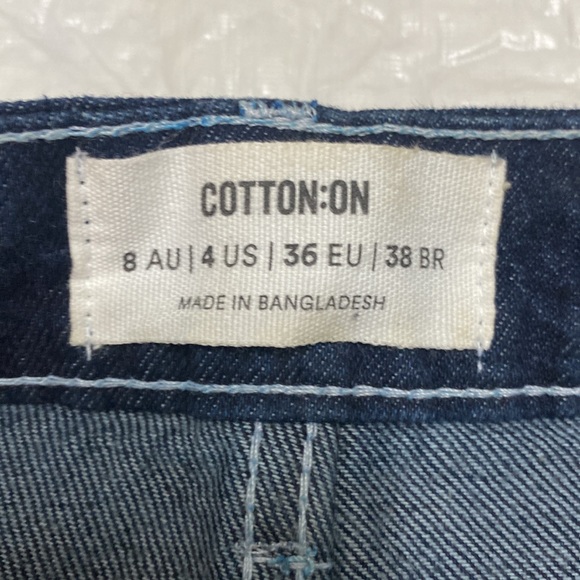 COTTON:ON
8 AU | 4 US | 36 EU | 38 BR
MADE IN BANGLADESH